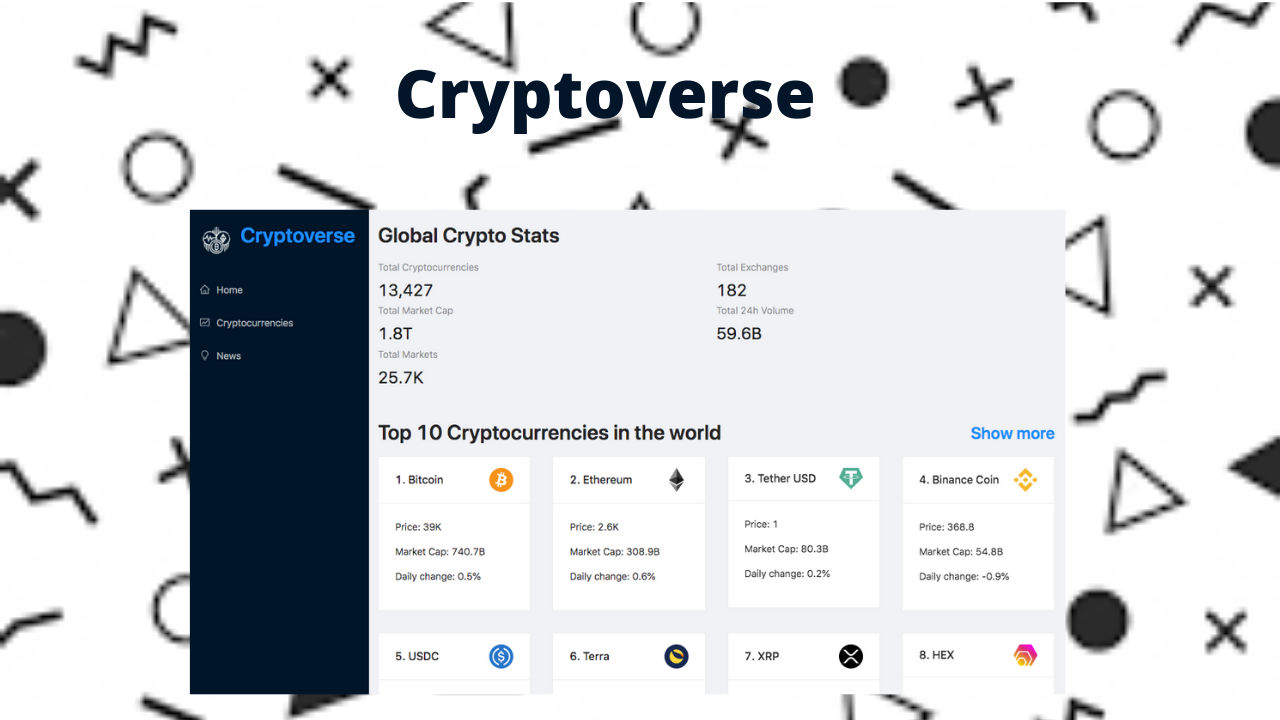 Cryptoverse
Cryptoverse
Home
Cryptocurrencies
News
Global Crypto Stats
Total Cryptocurrencies
13,427
Total Exchanges
182
Total Market Cap
1.8T
Total 24h Volume
59.6B
Total Markets
25.7K
Top 10 Cryptocurrencies in the world
Show more
1. Bitcoin
Price: 39K
Market Cap: 740.7B
Daily change: 0.5%
2. Ethereum
Price: 2.6K
Market Cap: 308.9B
Daily change: 0.6%
3. Tether USD
Price: 1
Market Cap: 80.3B
Daily change: 0.2%
4. Binance Coin
Price: 368.8
Market Cap: 54.8B
Daily change: -0.9%
5. USDC
6. Terra
7. XRP
8. HEX